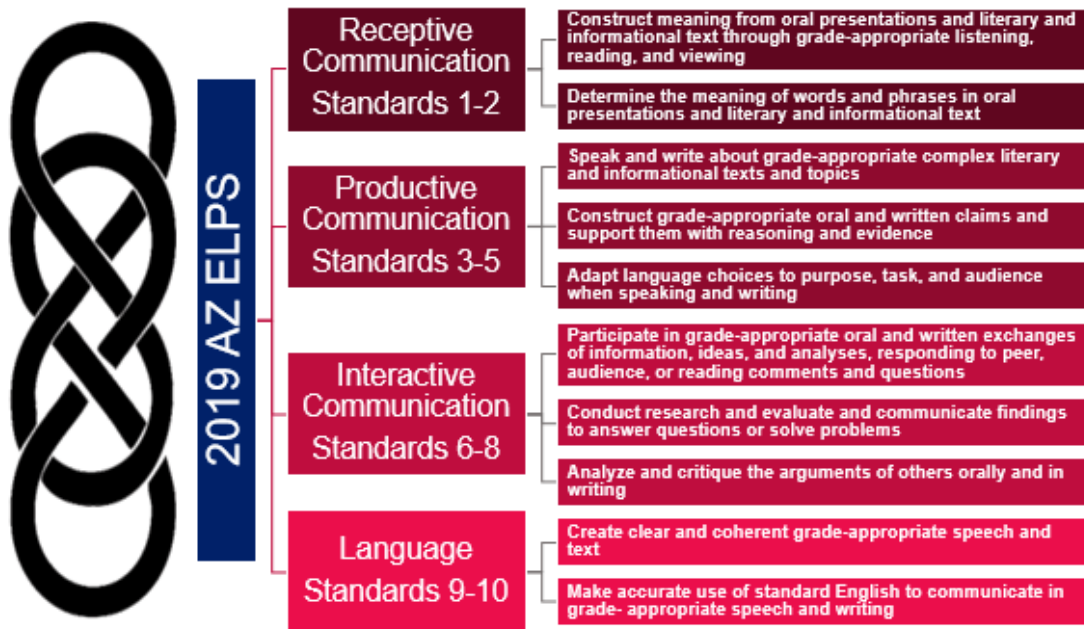 2019 AZ ELPS
Receptive
Communication
Standards 1-2
Construct meaning from oral presentations and literary and
informational text through grade-appropriate listening,
reading, and viewing
Determine the meaning of words and phrases in oral
presentations and literary and informational text
Productive
Communication
Standards 3-5
Speak and write about grade-appropriate complex literary
and informational texts and topics
Construct grade-appropriate oral and written claims and
support them with reasoning and evidence
Adapt language choices to purpose, task, and audience
when speaking and writing
Interactive
Communication
Standards 6-8
Participate in grade-appropriate oral and written exchanges
of information, ideas, and analyses, responding to peer,
audience, or reading comments and questions
Conduct research and evaluate and communicate findings
to answer questions or solve problems
Analyze and critique the arguments of others orally and in
writing
Language
Standards 9-10
Create clear and coherent grade-appropriate speech and
text
Make accurate use of standard English to communicate in
grade- appropriate speech and writing